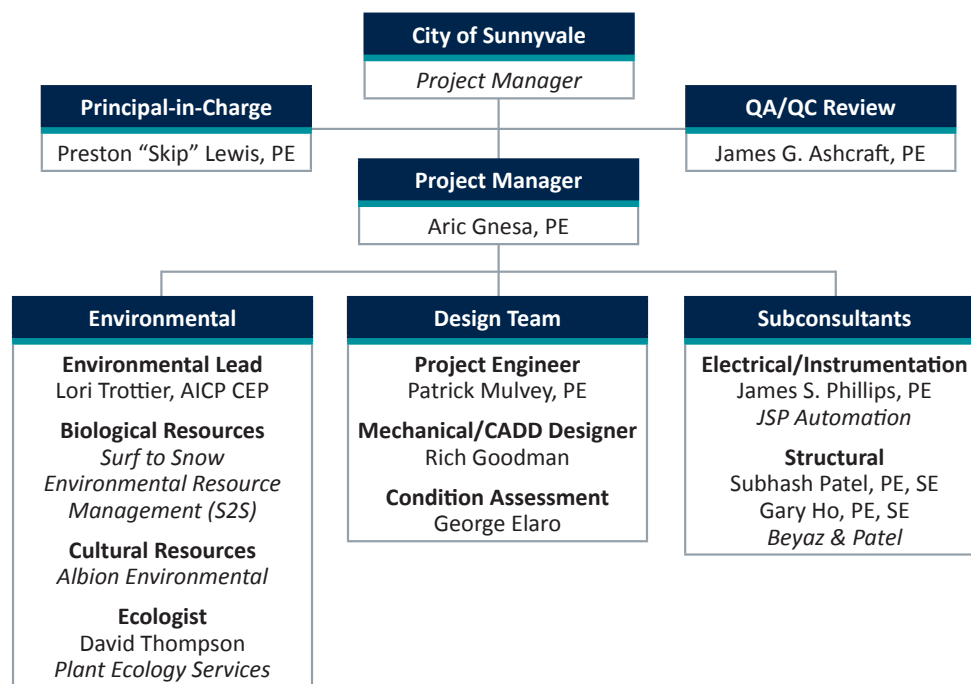 City of Sunnyvale
Project Manager
Principal-in-Charge
Preston “Skip” Lewis, PE
QA/QC Review
James G. Ashcraft, PE
Project Manager
Aric Gnesa, PE
Environmental
Environmental Lead
Lori Trottier, AICP CEP
Biological Resources
Surf to Snow
Environmental Resource
Management (S2S)
Cultural Resources
Albion Environmental
Ecologist
David Thompson
Plant Ecology Services
Design Team
Project Engineer
Patrick Mulvey, PE
Mechanical/CADD Designer
Rich Goodman
Condition Assessment
George Elaro
Subconsultants
Electrical/Instrumentation
James S. Phillips, PE
JSP Automation
Structural
Subhash Patel, PE, SE
Gary Ho, PE, SE
Beyaz & Patel